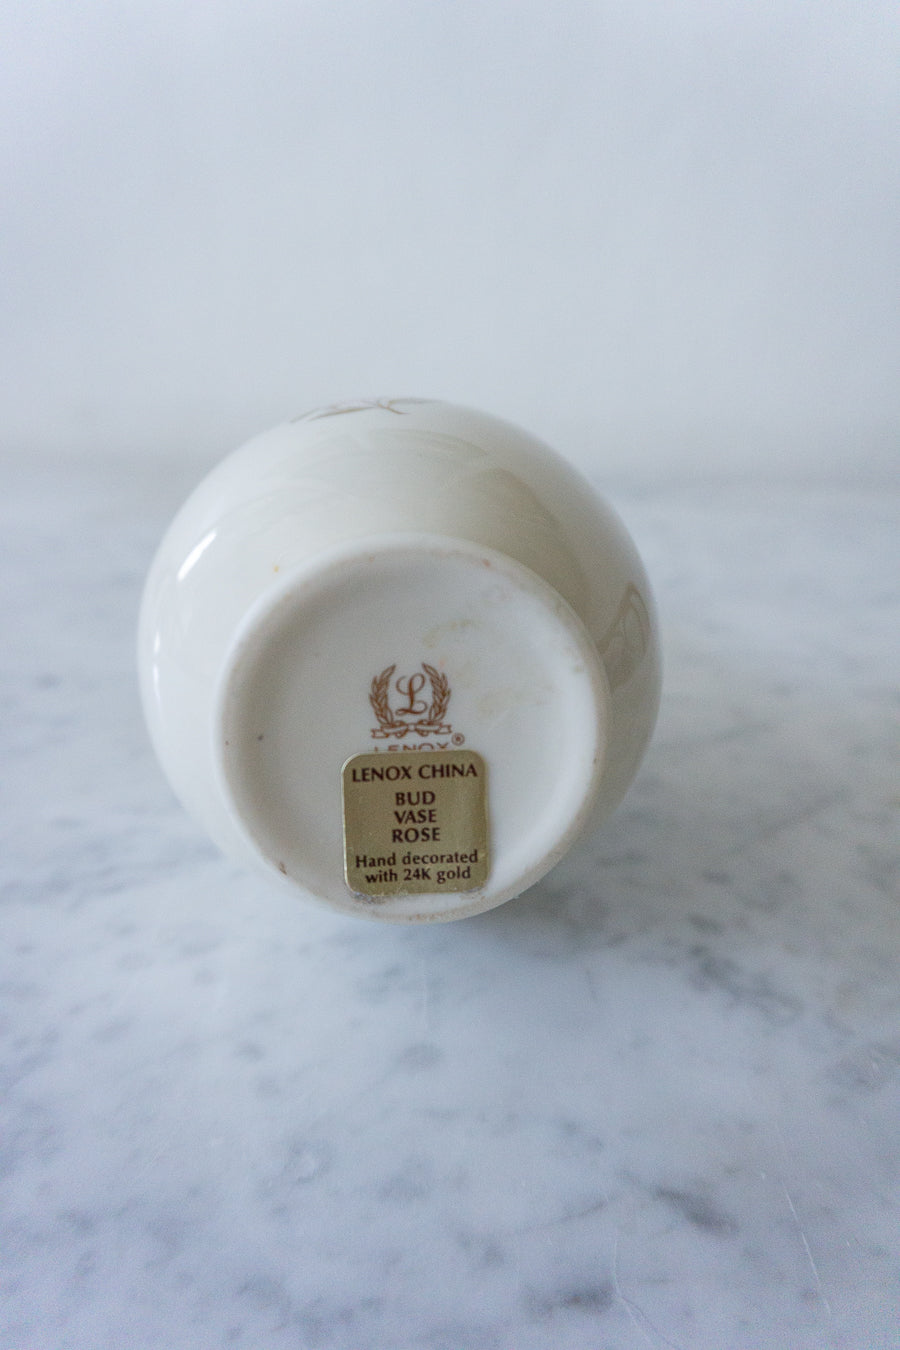 L
LENOX®
LENOX CHINA
BUD
VASE
ROSE
Hand decorated
with 24K gold